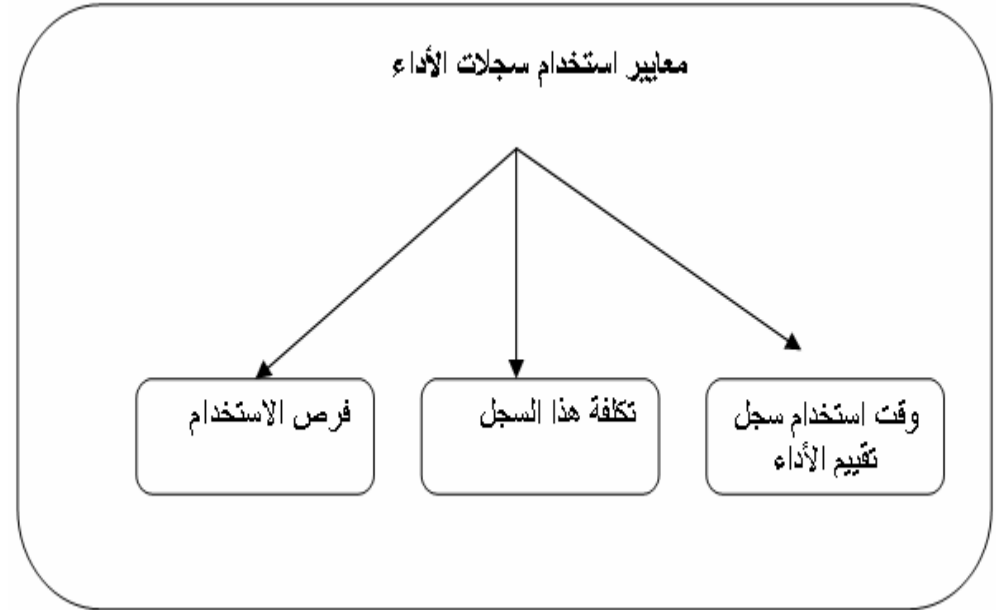 معايير استخدام سجلات الأداء
وقت استخدام سجل
تقييم الأداء
تكلفة هذا السجل
فرص الاستخدام